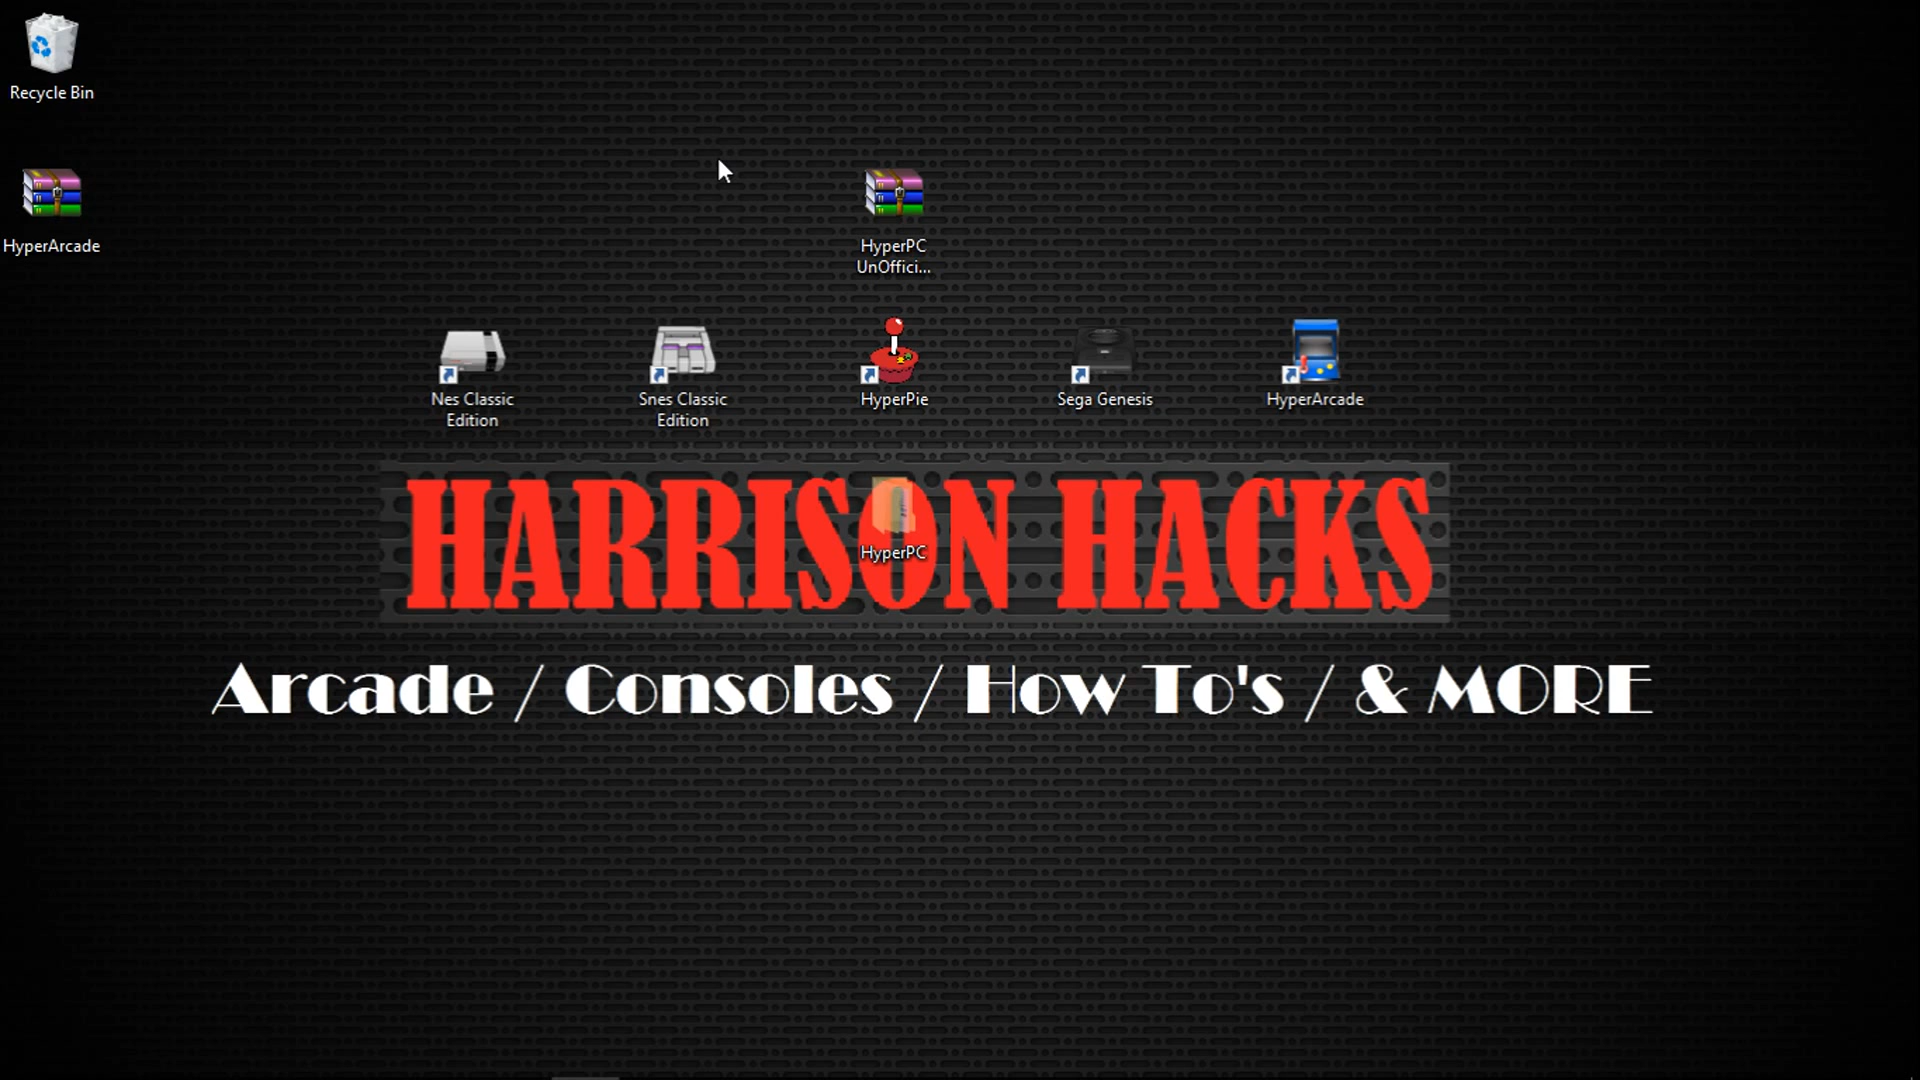 Recycle Bin
HyperArcade
HyperPC
UnOffici...
Nes Classic
Edition
Snes Classic
Edition
HyperPie
Sega Genesis
HyperArcade
HARRISON HACKS
HyperPC
Arcade / Consoles / How To's / & MORE